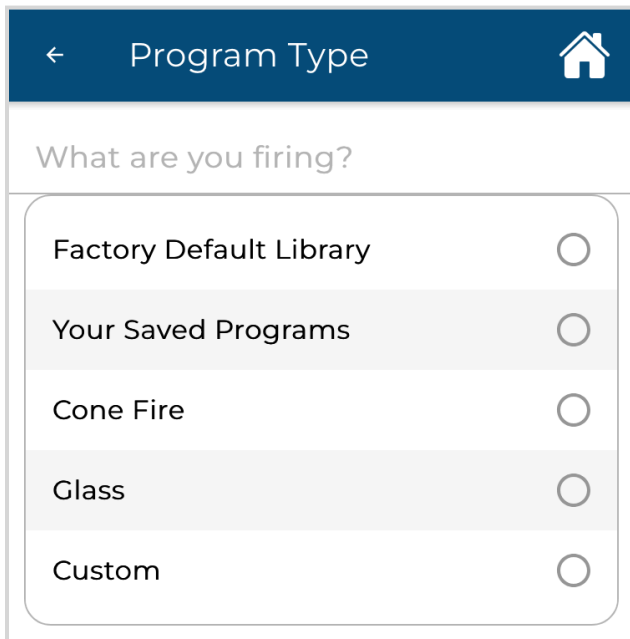 Program Type
What are you firing?
Factory Default Library
Your Saved Programs
Cone Fire
Glass
Custom